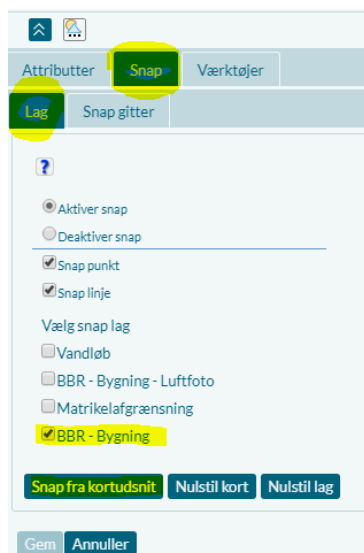 Attributter Snap Værktøjer
Lag Snap gitter
?
Aktiver snap
Deaktiver snap
Snap punkt
Snap linje
Vælg snap lag
Vandløb
BBR - Bygning - Luftfoto
Matrikelafgrænsning
BBR - Bygning
Snap fra kortudsnit Nulstil kort Nulstil lag
Gem Annuller